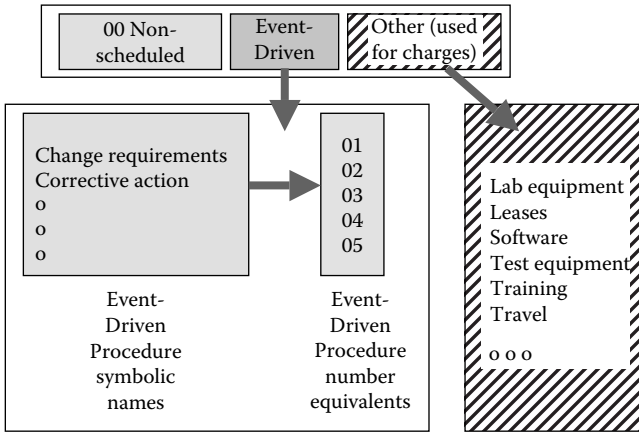 00 Non-
scheduled
Event-
Driven
Other (used
for charges)
Change requirements
Corrective action
o
o
o
01
02
03
04
05
Event-
Driven
Procedure
symbolic
names
Event-
Driven
Procedure
number
equivalents
Lab equipment
Leases
Software
Test equipment
Training
Travel
o o o